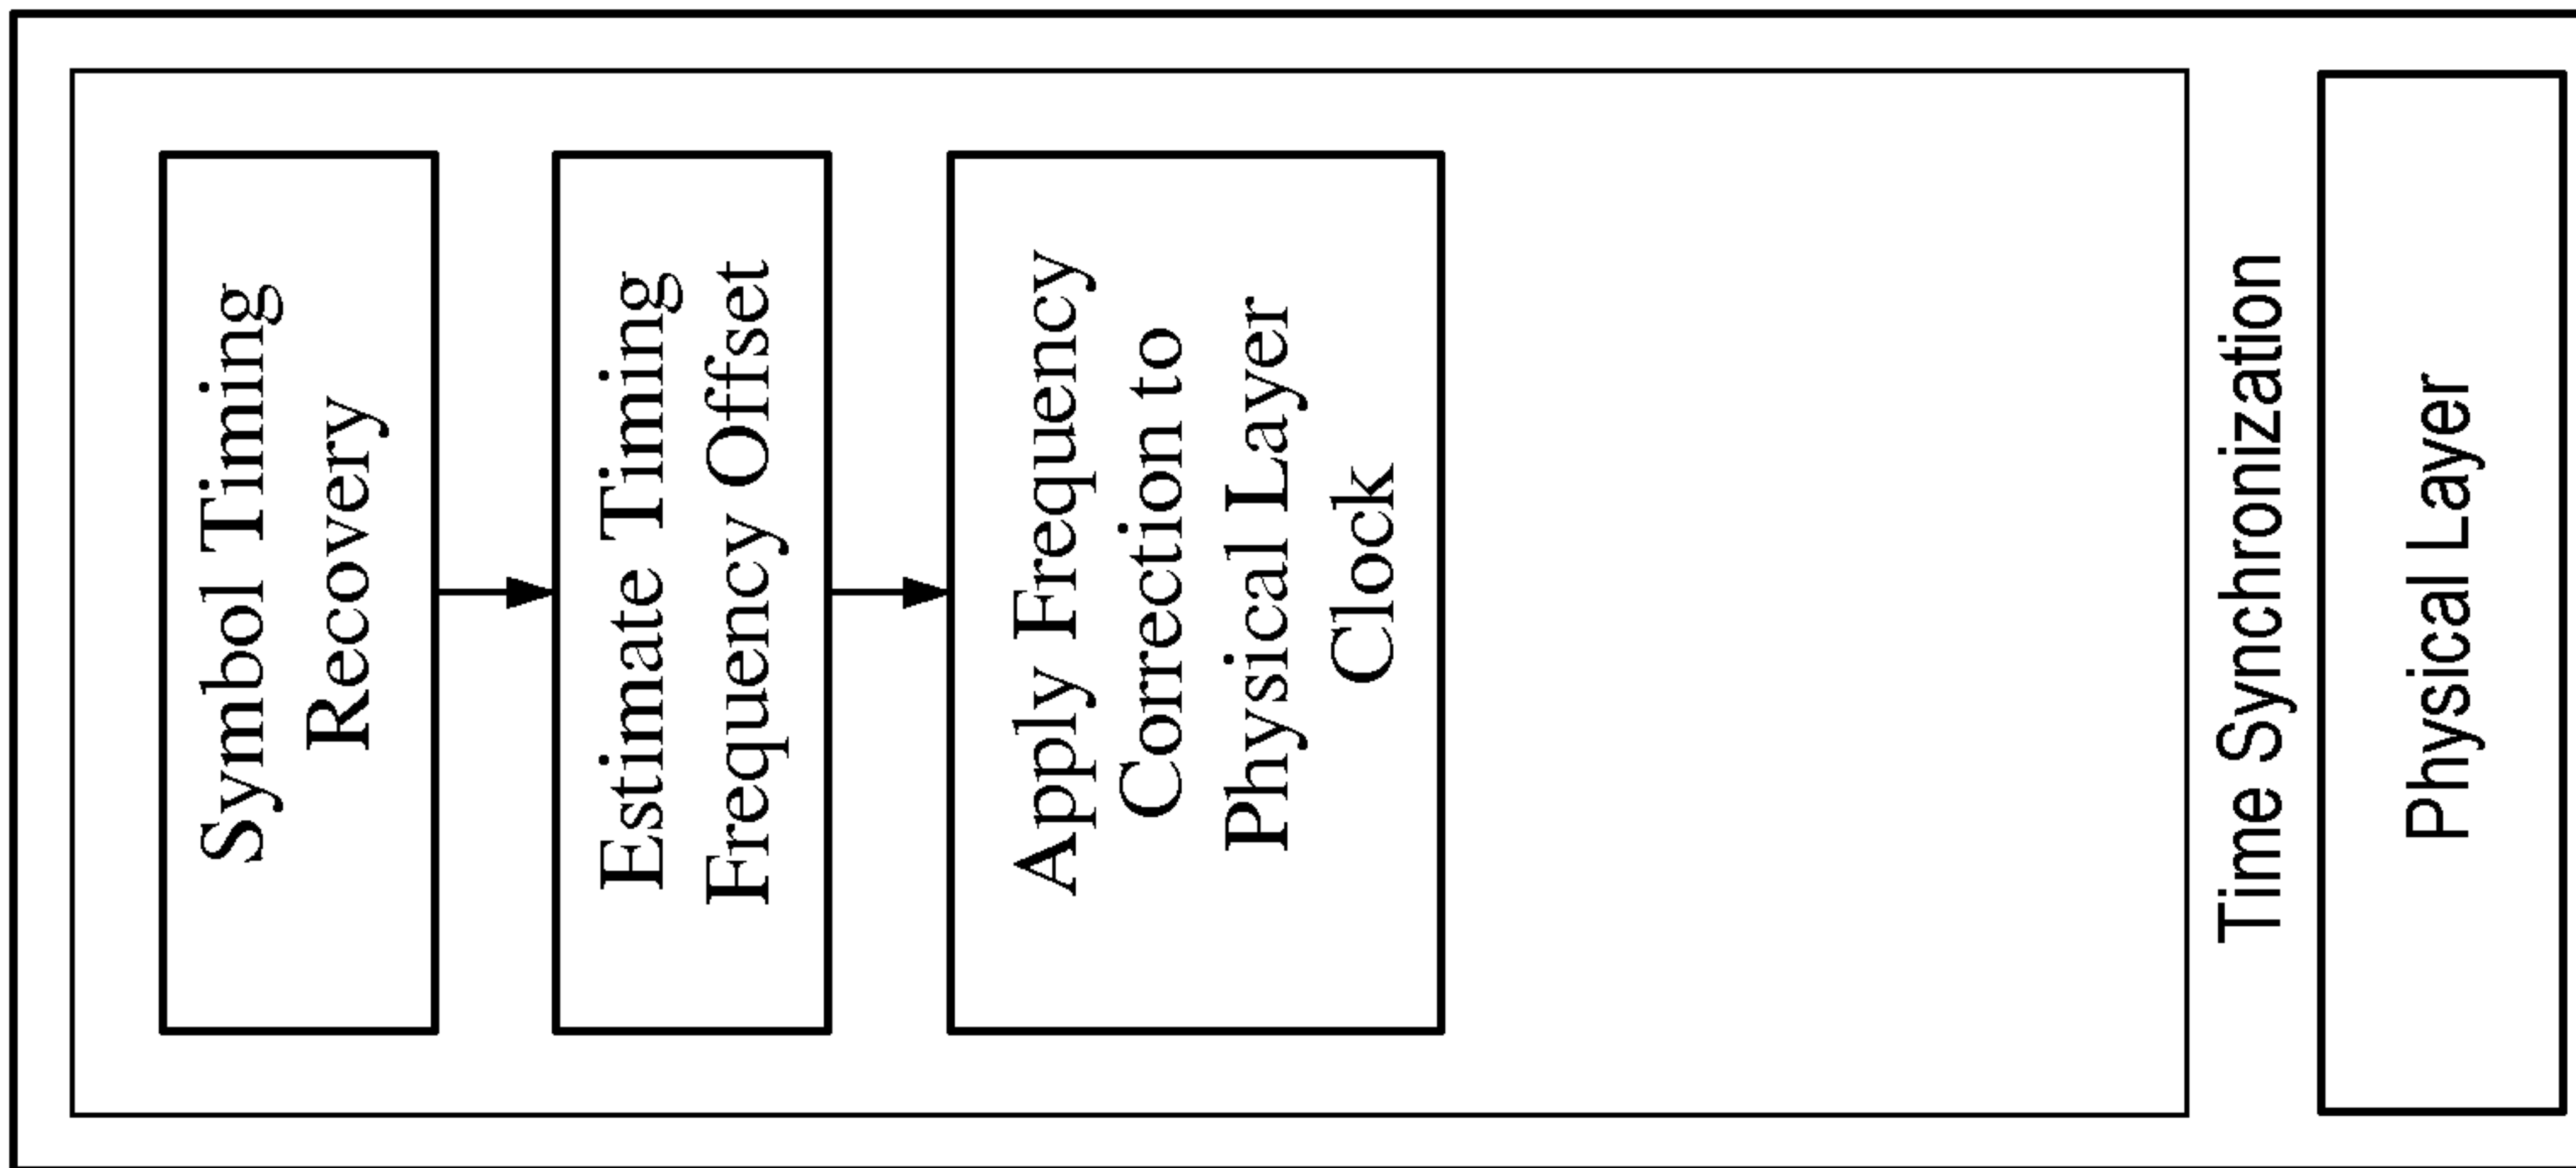 Symbol Timing
Recovery
Estimate Timing
Frequency Offset
Apply Frequency
Correction to
Physical Layer
Clock
Time Synchronization
Physical Layer